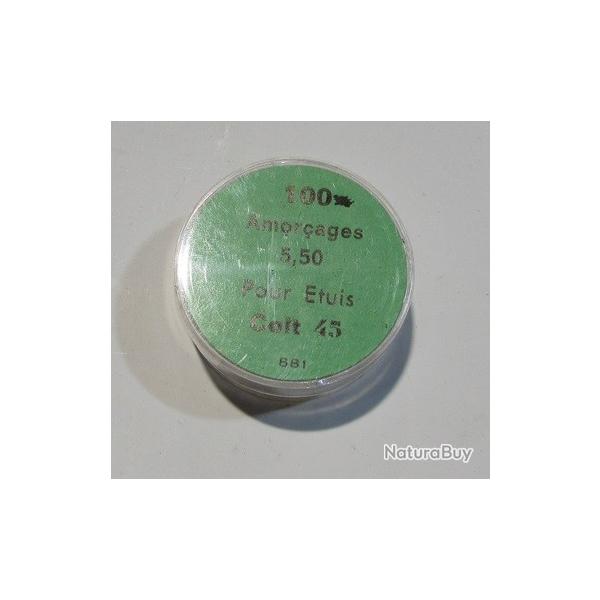 100
Amorçages
5,50
Pour Etuis
Colt 45
881
NaturaBuy